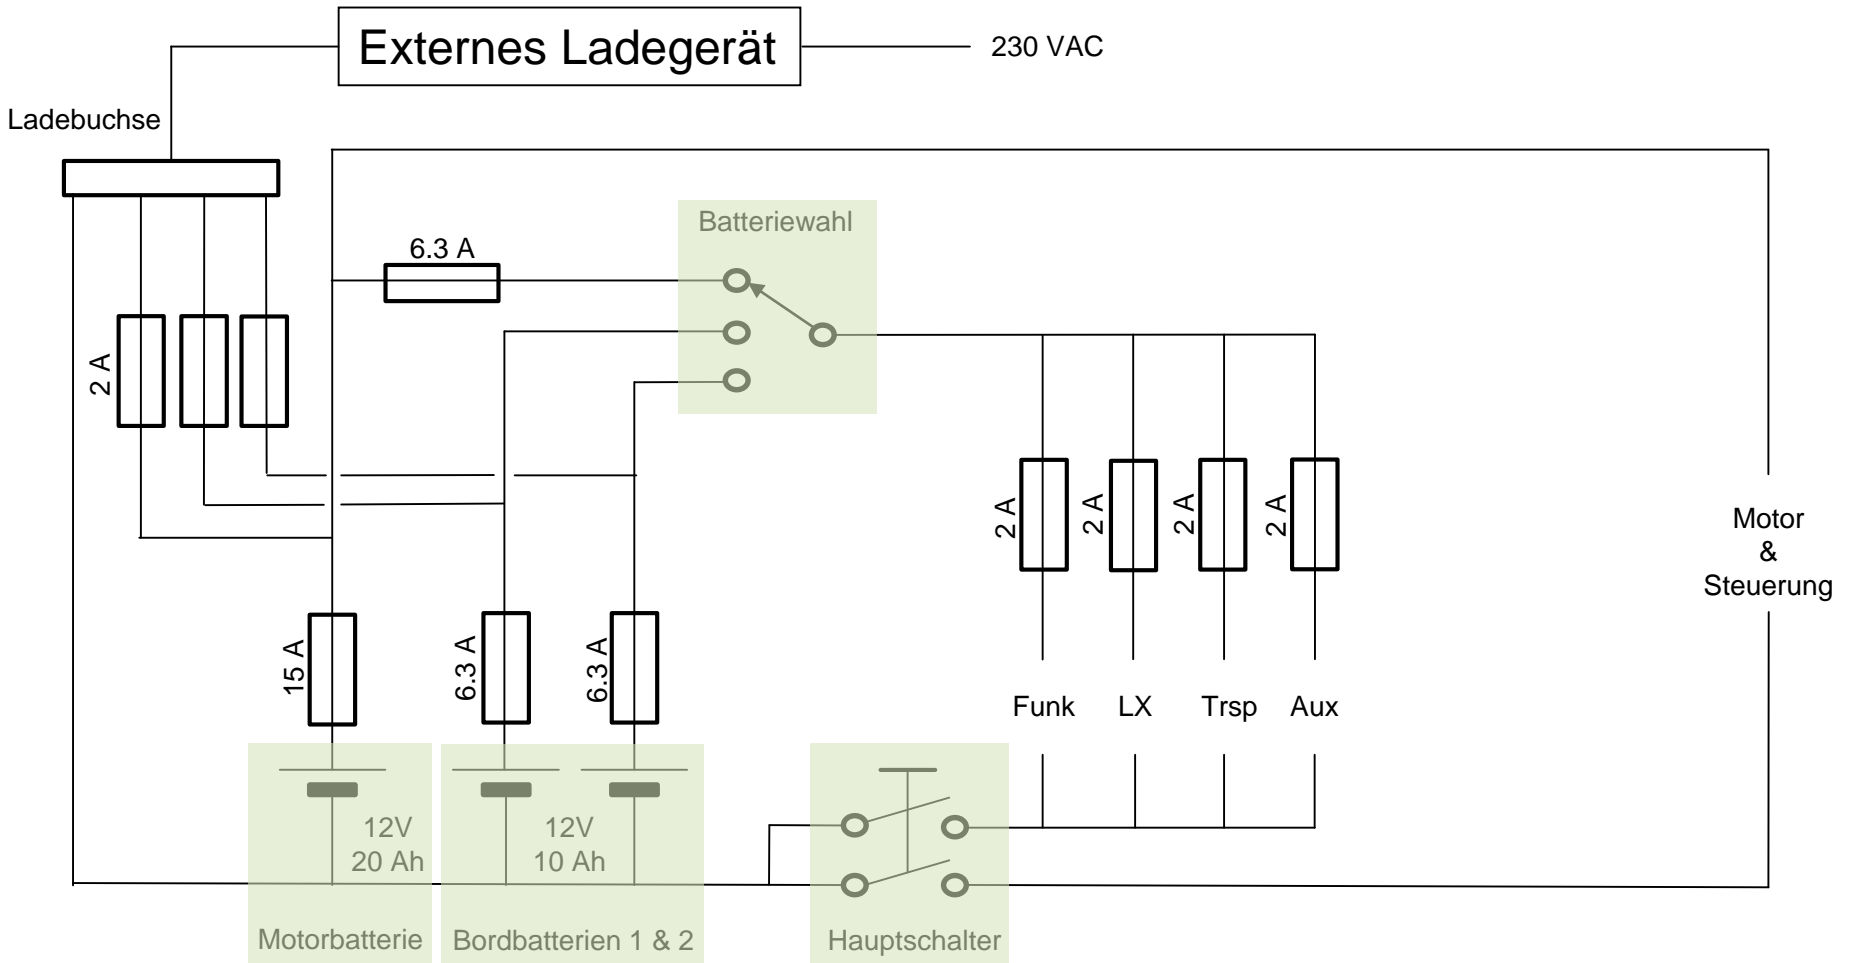 Externes Ladegerät
230 VAC
Ladebuchse
Batteriewahl
6.3 A
2 A
2 A
2 A
2 A
2 A
Motor
&
Steuerung
15 A
6.3 A
6.3 A
Funk
LX
Trsp
Aux
12V
20 Ah
12V
10 Ah
Motorbatterie
Bordbatterien 1 & 2
Hauptschalter